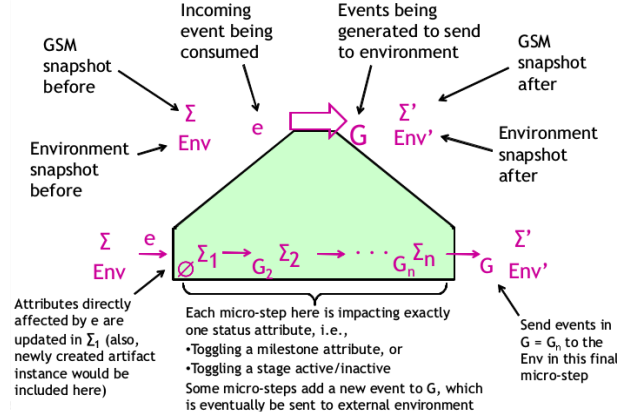 GSM
snapshot
before
Incoming
event being
consumed
Events being
generated to send
to environment
GSM
snapshot
after
Σ
Env
e
G
Σ'
Env'
Environment
snapshot
before
Environment
snapshot
after
Σ
Env
e
∅ Σ1
G2 Σ2
· · ·
Gn Σn
G
Σ'
Env'
Attributes directly
affected by e are
updated in Σ1 (also,
newly created artifact
instance would be
included here)
Each micro-step here is impacting exactly
one status attribute, i.e.,
•Toggling a milestone attribute, or
•Toggling a stage active/inactive
Some micro-steps add a new event to G, which
is eventually be sent to external environment
Send events in
G = Gn to the
Env in this final
micro-step